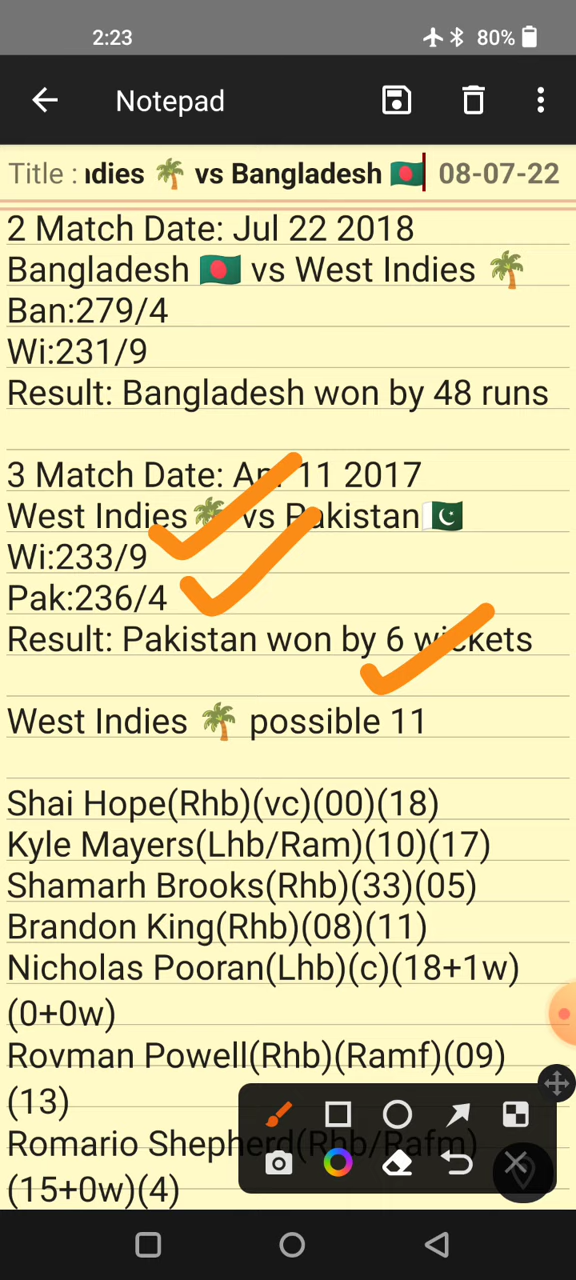 2:23 80%
Notepad
Title : ndies 🌴 vs Bangladesh 🇧🇩 08-07-22
2 Match Date: Jul 22 2018
Bangladesh 🇧🇩 vs West Indies 🌴
Ban:279/4
Wi:231/9
Result: Bangladesh won by 48 runs
3 Match Date: Apr 11 2017
West Indies🌴 vs Pakistan🇵🇰
Wi:233/9
Pak:236/4
Result: Pakistan won by 6 wickets
West Indies 🌴 possible 11
Shai Hope(Rhb)(vc)(00)(18)
Kyle Mayers(Lhb/Ram)(10)(17)
Shamarh Brooks(Rhb)(33)(05)
Brandon King(Rhb)(08)(11)
Nicholas Pooran(Lhb)(c)(18+1w)
(0+0w)
Rovman Powell(Rhb)(Ramf)(09)
(13)
Romario Shepherd(Rhb/Rafm)
(15+0w)(4)